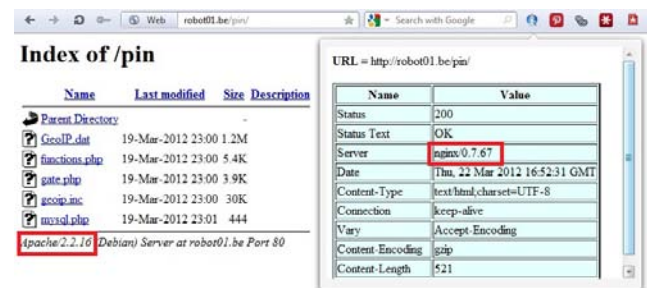 Web robot01.be/pin/ Search with Google
Index of /pin
Name Last modified Size Description
Parent Directory -
GeoIP.dat 19-Mar-2012 23:00 1.2M
functions.php 19-Mar-2012 23:00 5.4K
gate.php 19-Mar-2012 23:00 3.9K
geoip.inc 19-Mar-2012 23:00 30K
mysql.php 19-Mar-2012 23:01 444
Apache/2.2.16 (Debian) Server at robot01.be Port 80
URL = http://robot01.be/pin/
Name Value
Status 200
Status Text OK
Server nginx/0.7.67
Date Thu, 22 Mar 2012 16:52:31 GMT
Content-Type text/html;charset=UTF-8
Connection keep-alive
Vary Accept-Encoding
Content-Encoding gzip
Content-Length 521